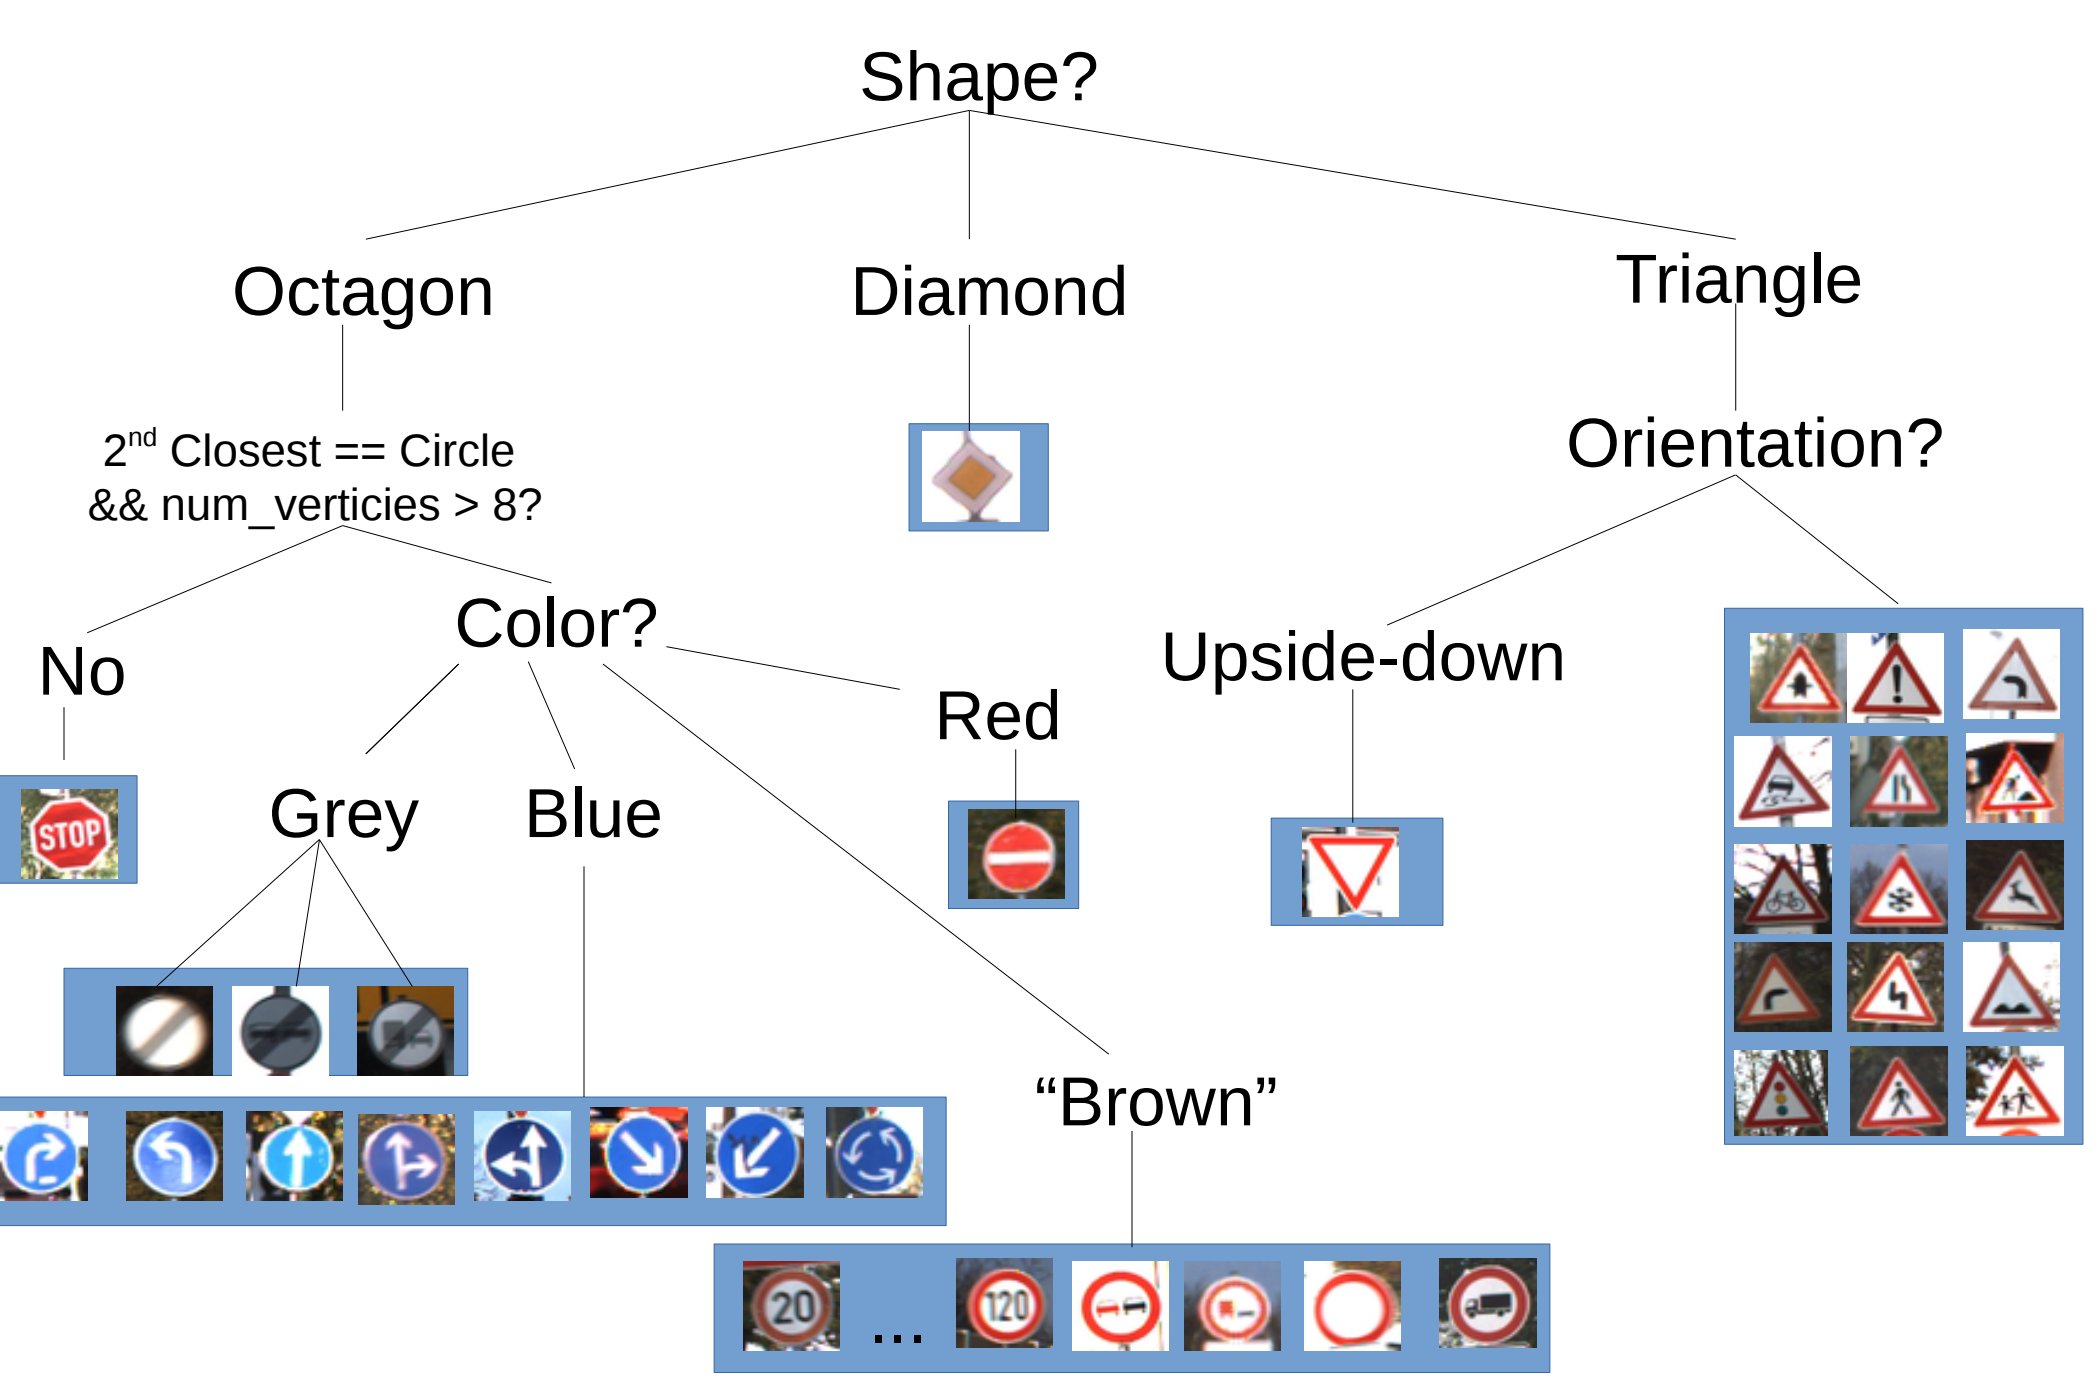 Shape?
Octagon
Diamond
Triangle
2nd Closest == Circle
&& num_verticies > 8?
Orientation?
No
Color?
Upside-down
Red
Grey
Blue
STOP
“Brown”
20
...
120